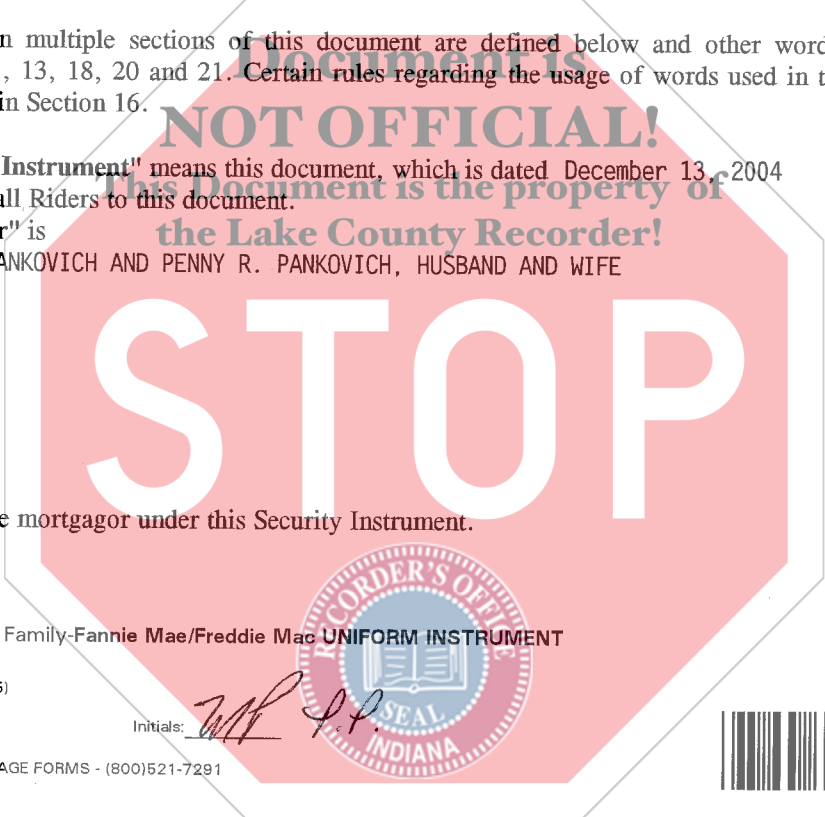 n multiple sections of this document are defined below and other word
, 13, 18, 20 and 21. Certain rules regarding the usage of words used in t
in Section 16.
Document is
NOT OFFICIAL!
This Document is the property of
the Lake County Recorder!
Instrument" means this document, which is dated December 13, 2004
all Riders to this document.
r" is
ANKOVICH AND PENNY R. PANKOVICH, HUSBAND AND WIFE
STOP
e mortgagor under this Security Instrument.
RECORDER'S OFFICE
SEAL
INDIANA
Family-Fannie Mae/Freddie Mac UNIFORM INSTRUMENT
5)
Initials: P.P.
AGE FORMS - (800)521-7291